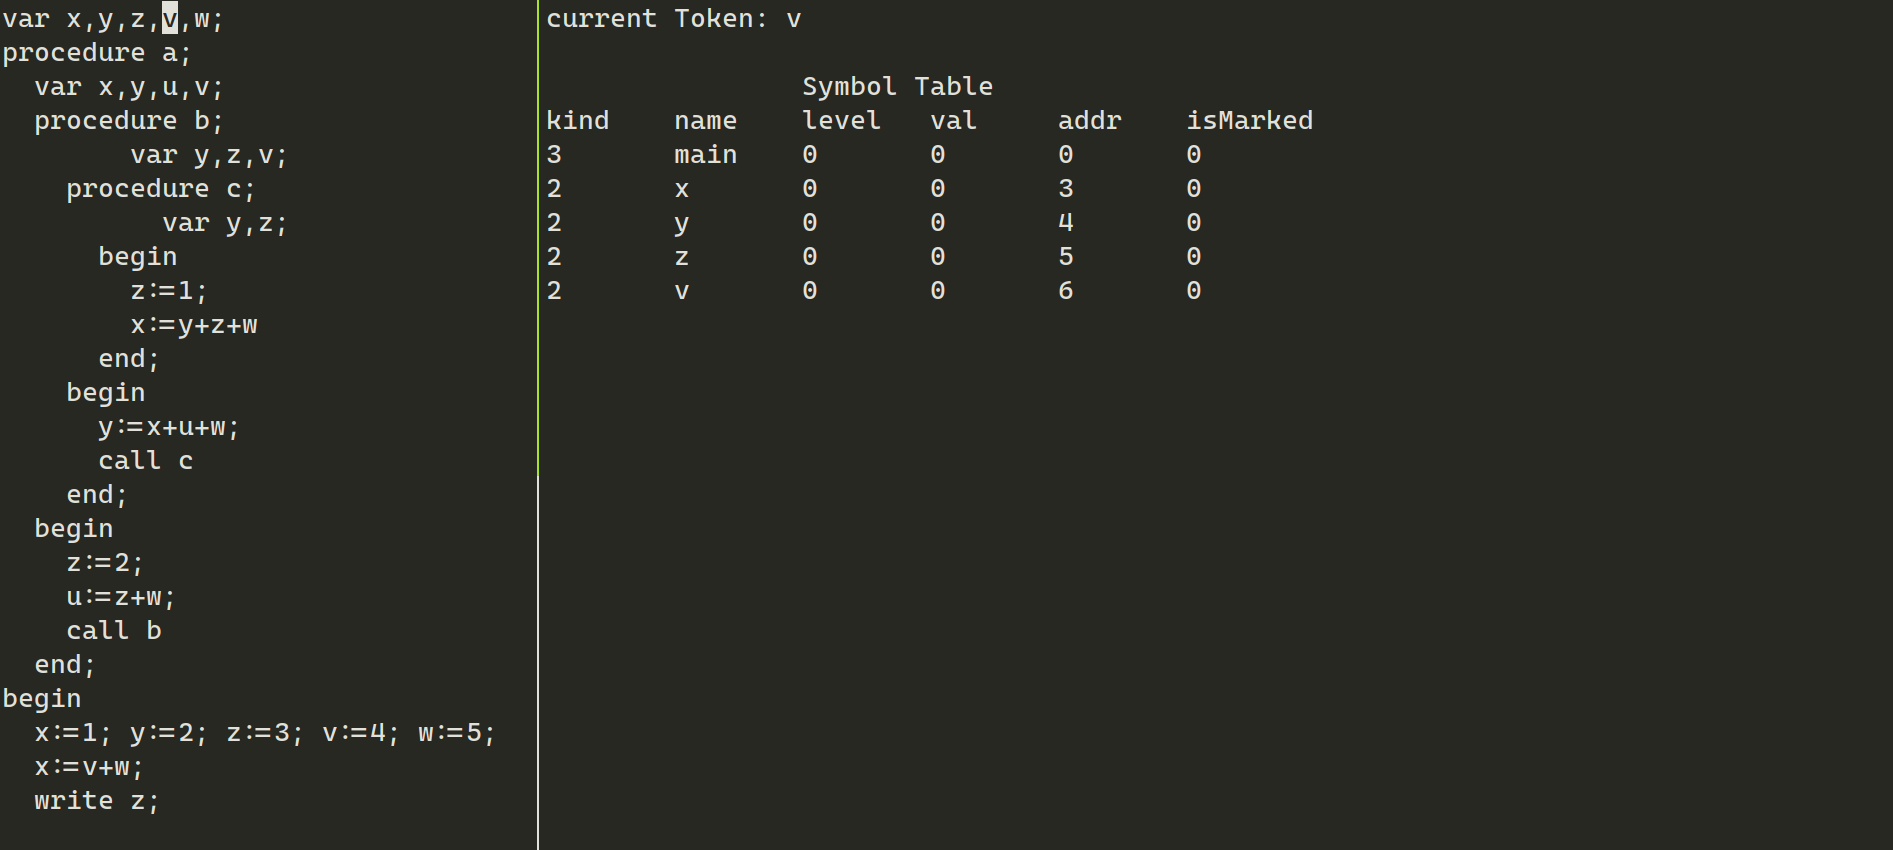 var x,y,z,v,w;
procedure a;
  var x,y,u,v;
  procedure b;
        var y,z,v;
    procedure c;
          var y,z;
      begin
        z:=1;
        x:=y+z+w
      end;
    begin
      y:=x+u+w;
      call c
    end;
  begin
    z:=2;
    u:=z+w;
    call b
  end;
begin
  x:=1; y:=2; z:=3; v:=4; w:=5;
  x:=v+w;
  write z;
current Token: v
Symbol Table
kind    name    level   val     addr    isMarked
3       main    0       0       0       0
2       x       0       0       3       0
2       y       0       0       4       0
2       z       0       0       5       0
2       v       0       0       6       0